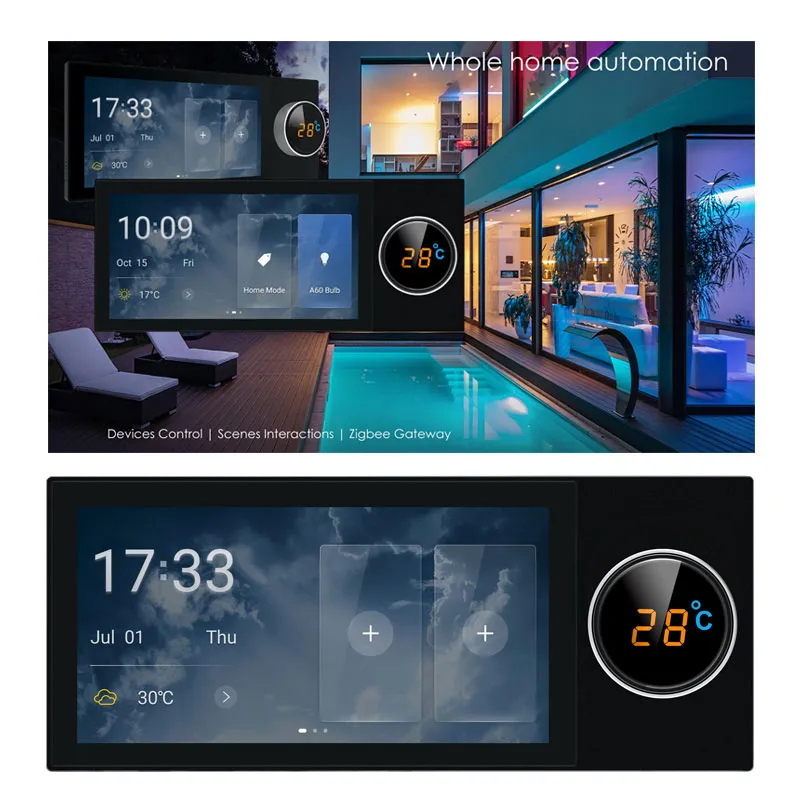 Whole home automation
17:33
Jul 01 Thu
30℃
+ +
28℃
10:09
Oct 15 Fri
17℃
Home Mode A60 Bulb
28℃
Devices Control | Scenes Interactions | Zigbee Gateway
17:33
Jul 01 Thu
30℃ >
+ +
28℃